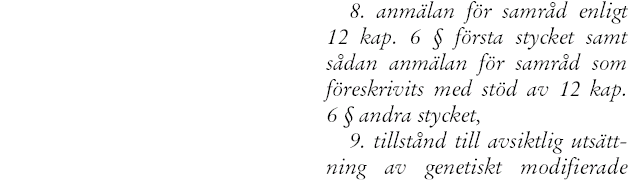 8. anmälan för samråd enligt
12 kap. 6 § första stycket samt
sådan anmälan för samråd som
föreskrivits med stöd av 12 kap.
6 § andra stycket,
9. tillstånd till avsiktlig utsätt-
ning av genetiskt modifierade